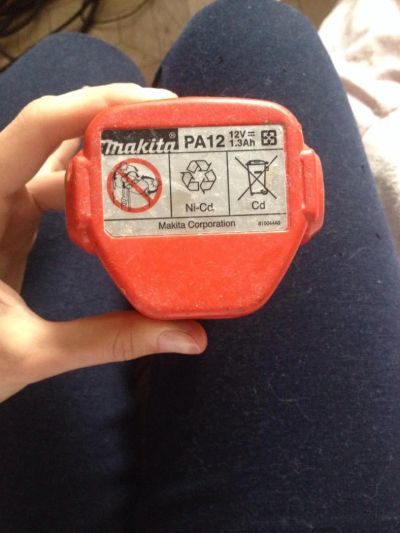 makita® PA12 12V⎓ 1.3Ah
Ni-Cd
Cd
Makita Corporation